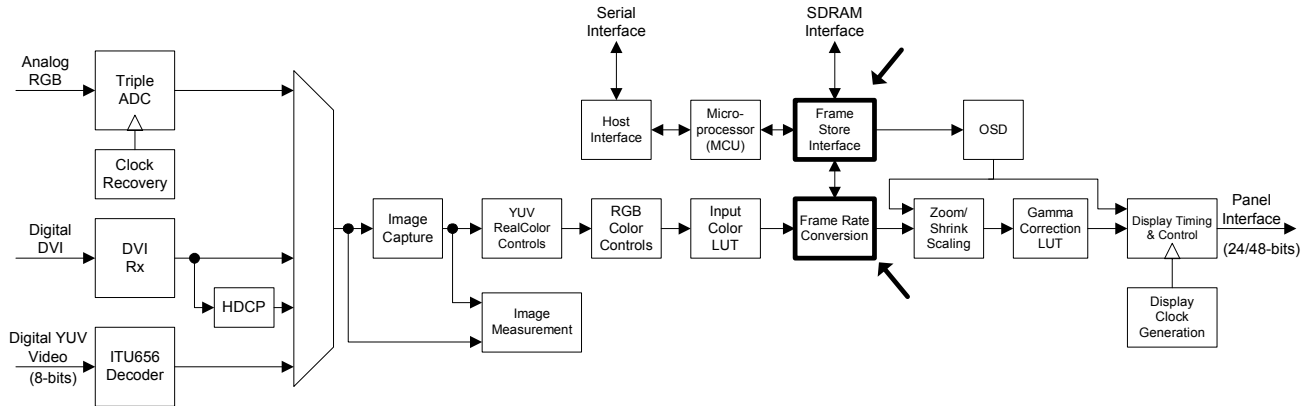 Serial
Interface
SDRAM
Interface
Analog
RGB
Triple
ADC
Clock
Recovery
Host
Interface
Micro-
processor
(MCU)
Frame
Store
Interface
OSD
Digital
DVI
DVI
Rx
HDCP
Image
Capture
YUV
RealColor
Controls
RGB
Color
Controls
Input
Color
LUT
Frame Rate
Conversion
Zoom/
Shrink
Scaling
Gamma
Correction
LUT
Display Timing
& Control
Panel
Interface
(24/48-bits)
Image
Measurement
Display
Clock
Generation
Digital YUV
Video
(8-bits)
ITU656
Decoder